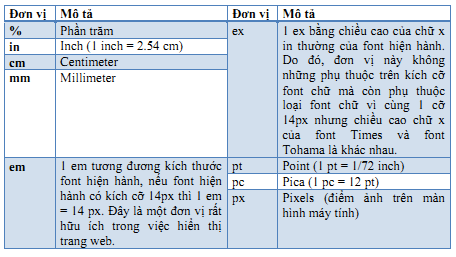 Đơn vị Mô tả Đơn vị Mô tả
% Phần trăm
in Inch (1 inch = 2.54 cm)
cm Centimeter
mm Millimeter
ex 1 ex bằng chiều cao của chữ x
in thường của font hiện hành.
Do đó, đơn vị này không
những phụ thuộc trên kích cỡ
font chữ mà còn phụ thuộc
loại font chữ vì cùng 1 cỡ
14px nhưng chiều cao chữ x
của font Times và font
Tohama là khác nhau.
em 1 em tương đương kích thước
font hiện hành, nếu font hiện
hành có kích cỡ 14px thì 1 em
= 14 px. Đây là một đơn vị rất
hữu ích trong việc hiển thị
trang web.
pt Point (1 pt = 1/72 inch)
pc Pica (1 pc = 12 pt)
px Pixels (điểm ảnh trên màn
hình máy tính)